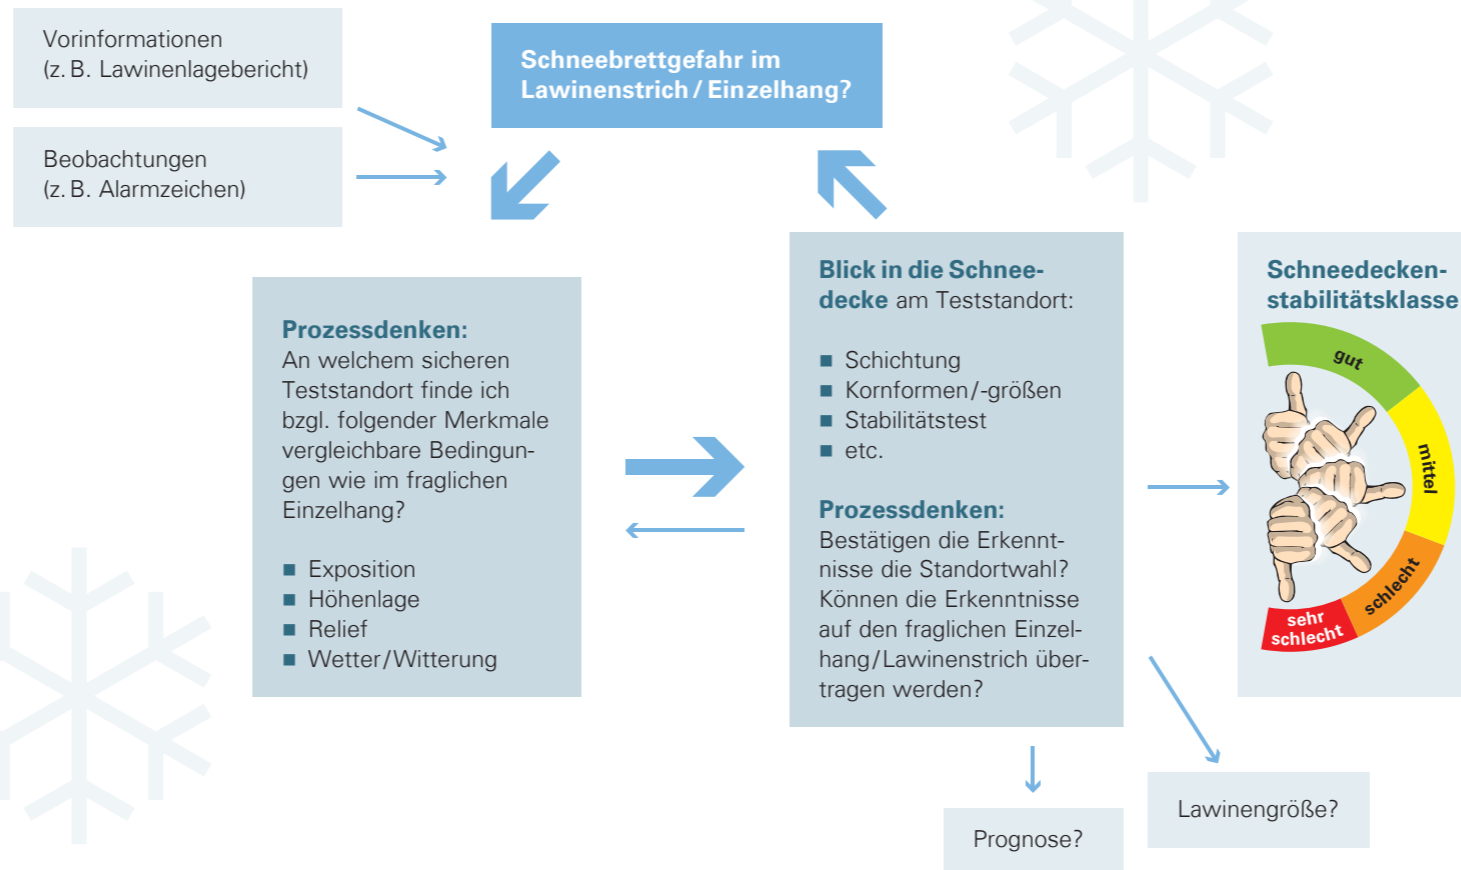 Vorinformationen
(z. B. Lawinenlagebericht)
Beobachtungen
(z. B. Alarmzeichen)
Schneebrettgefahr im
Lawinenstrich / Einzelhang?
Prozessdenken:
An welchem sicheren
Teststandort finde ich
bzgl. folgender Merkmale
vergleichbare Bedingun-
gen wie im fraglichen
Einzelhang?
■ Exposition
■ Höhenlage
■ Relief
■ Wetter/Witterung
Blick in die Schnee-
decke am Teststandort:
■ Schichtung
■ Kornformen/-größen
■ Stabilitätstest
■ etc.
Prozessdenken:
Bestätigen die Erkennt-
nisse die Standortwahl?
Können die Erkenntnisse
auf den fraglichen Einzel-
hang/Lawinenstrich über-
tragen werden?
Schneedecken-
stabilitätsklasse
gut
mittel
schlecht
sehr
schlecht
Lawinengröße?
Prognose?